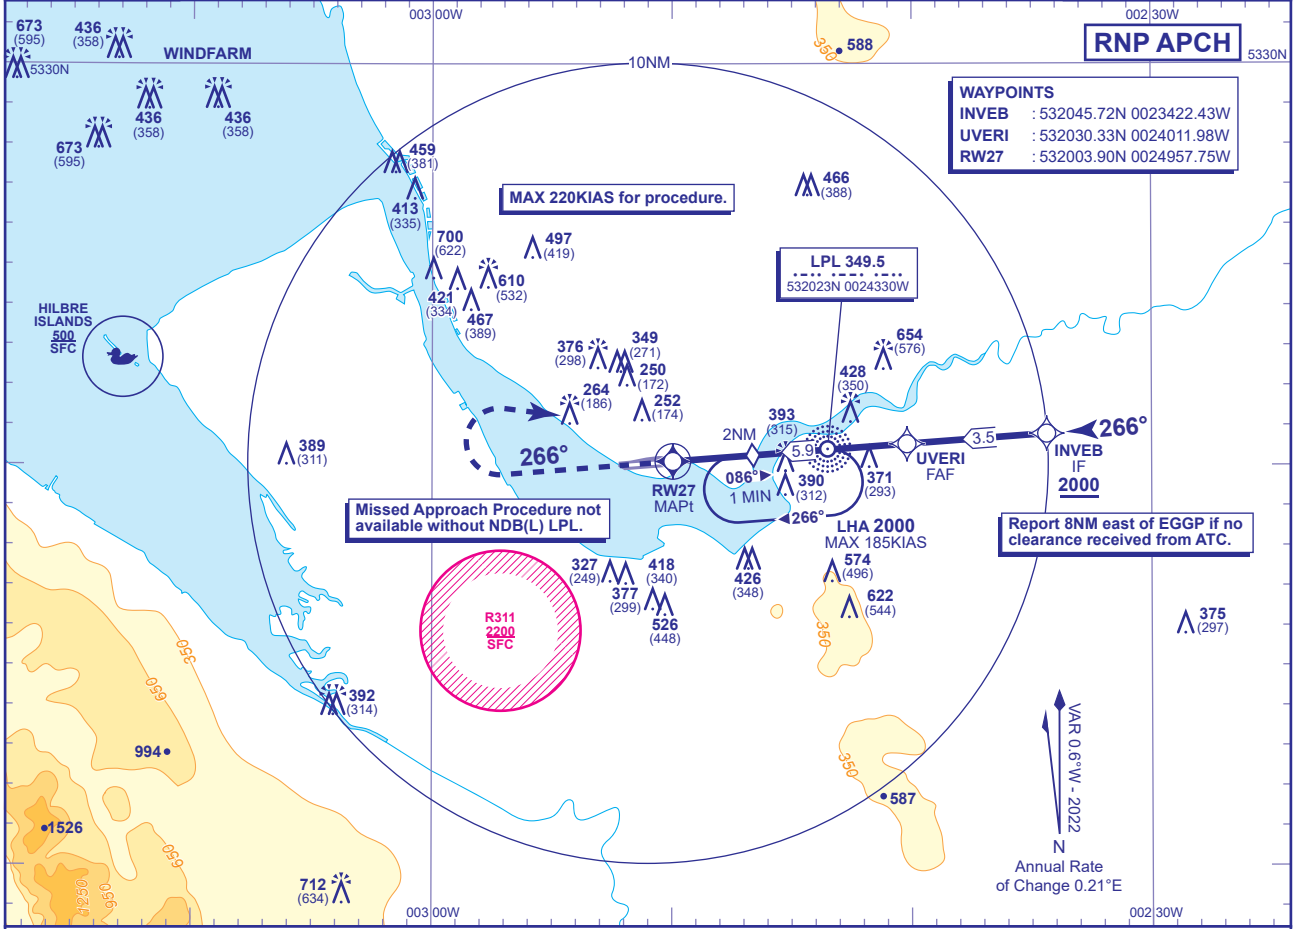 003 00W
002 30W
673
(595)
436
(358)
WINDFARM
5330N
436
(358)
436
(358)
673
(595)
10NM
350
588
RNP APCH
5330N
WAYPOINTS
INVEB : 532045.72N 0023422.43W
UVERI : 532030.33N 0024011.98W
RW27 : 532003.90N 0024957.75W
459
(381)
413
(335)
MAX 220KIAS for procedure.
466
(388)
700
(622)
497
(419)
610
(532)
421
(334)
467
(389)
LPL 349.5
532023N 0024330W
HILBRE
ISLANDS
500
SFC
376
(298)
349
(271)
250
(172)
264
(186)
252
(174)
654
(576)
428
(350)
393
(315)
389
(311)
266°
2NM
5.9
3.5
266°
UVERI
FAF
INVEB
IF
2000
RW27
MAPt
086°
1 MIN
390
(312)
371
(293)
266°
LHA 2000
MAX 185KIAS
Missed Approach Procedure not
available without NDB(L) LPL.
Report 8NM east of EGGP if no
clearance received from ATC.
327
(249)
377
(299)
418
(340)
526
(448)
426
(348)
574
(496)
622
(544)
350
375
(297)
R311
2200
SFC
350
650
392
(314)
994
1526
650
950
1250
712
(634)
350
587
VAR 0.6°W - 2022
N
Annual Rate
of Change 0.21°E
003 00W
002 30W